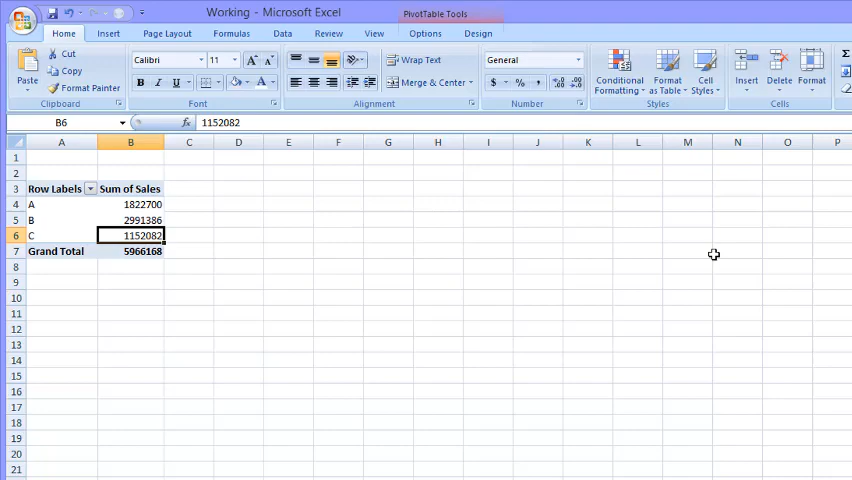 Working - Microsoft Excel
PivotTable Tools
Home Insert Page Layout Formulas Data Review View Options Design
Paste
Cut
Copy
Format Painter
Calibri 11
B I U
A A
Wrap Text
Merge & Center
General
$ % ,
Conditional Formatting
Format as Table
Cell Styles
Insert
Delete
Format
Clipboard Font Alignment Number Styles Cells
B6 fx 1152082
A B C D E F G H I J K L M N O P
1
2
3 Row Labels Sum of Sales
4 A 1822700
5 B 2991386
6 C 1152082
7 Grand Total 5966168
8
9
10
11
12
13
14
15
16
17
18
19
20
21